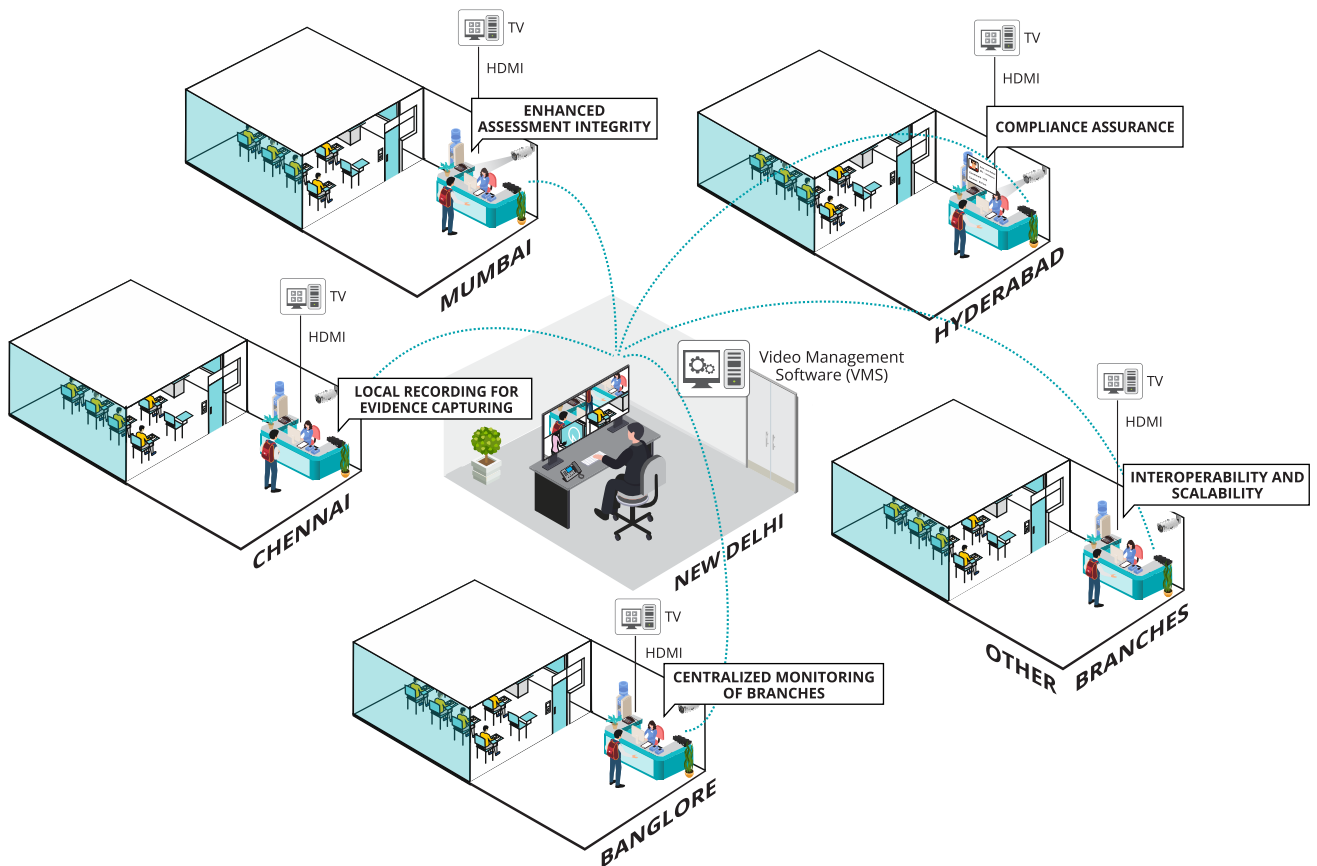 TV
HDMI
ENHANCED
ASSESSMENT INTEGRITY
MUMBAI
TV
HDMI
COMPLIANCE ASSURANCE
HYDERABAD
TV
HDMI
LOCAL RECORDING FOR
EVIDENCE CAPTURING
CHENNAI
Video Management
Software (VMS)
NEW DELHI
TV
HDMI
INTEROPERABILITY AND
SCALABILITY
OTHER BRANCHES
TV
HDMI
CENTRALIZED MONITORING
OF BRANCHES
BANGLORE